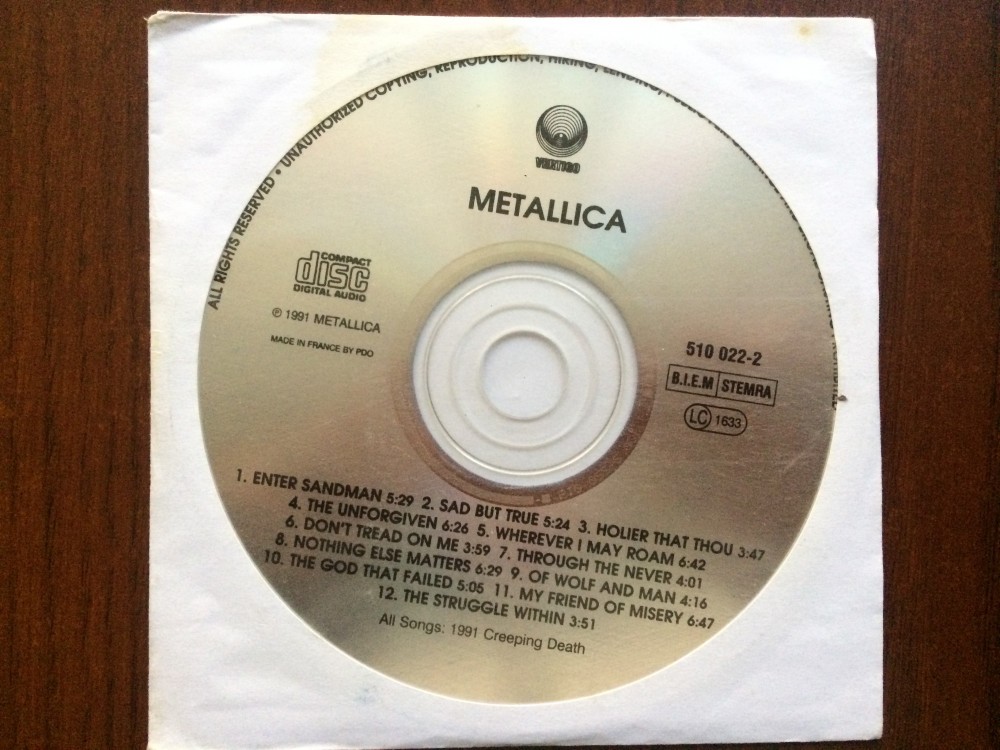 ALL RIGHTS RESERVED • UNAUTHORIZED COPYING, REPRODUCTION, HIRING, LENDING,
VERTIGO
METALLICA
COMPACT
disc
DIGITAL AUDIO
℗ 1991 METALLICA
MADE IN FRANCE BY PDO
510 022-2
B.I.E.M STEMRA
LC 1633
1. ENTER SANDMAN 5:29 2. SAD BUT TRUE 5:24 3. HOLIER THAT THOU 3:47
4. THE UNFORGIVEN 6:26 5. WHEREVER I MAY ROAM 6:42
6. DON'T TREAD ON ME 3:59 7. THROUGH THE NEVER 4:01
8. NOTHING ELSE MATTERS 6:29 9. OF WOLF AND MAN 4:16
10. THE GOD THAT FAILED 5:05 11. MY FRIEND OF MISERY 6:47
12. THE STRUGGLE WITHIN 3:51
All Songs: 1991 Creeping Death